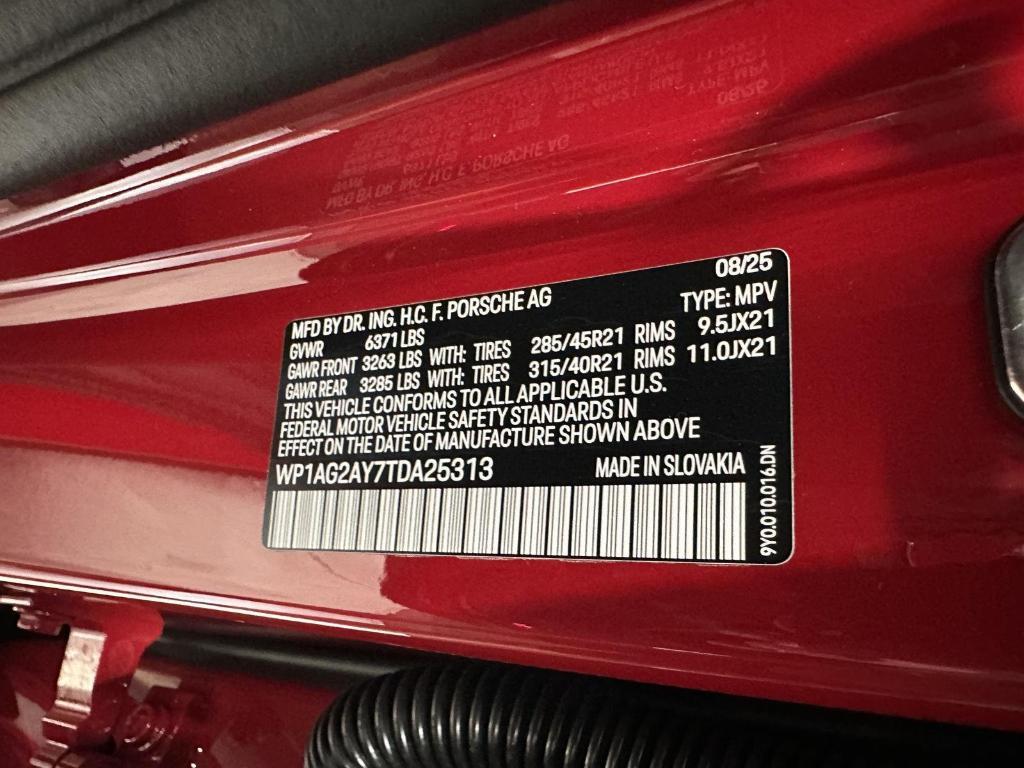 08/25
MFD BY DR. ING. H.C. F. PORSCHE AG
TYPE: MPV
GVWR 6371 LBS
GAWR FRONT 3263 LBS WITH: TIRES 285/45R21 RIMS 9.5JX21
GAWR REAR 3285 LBS WITH: TIRES 315/40R21 RIMS 11.0JX21
THIS VEHICLE CONFORMS TO ALL APPLICABLE U.S.
FEDERAL MOTOR VEHICLE SAFETY STANDARDS IN
EFFECT ON THE DATE OF MANUFACTURE SHOWN ABOVE
WP1AG2AY7TDA25313 MADE IN SLOVAKIA
9Y0.010.016.DN